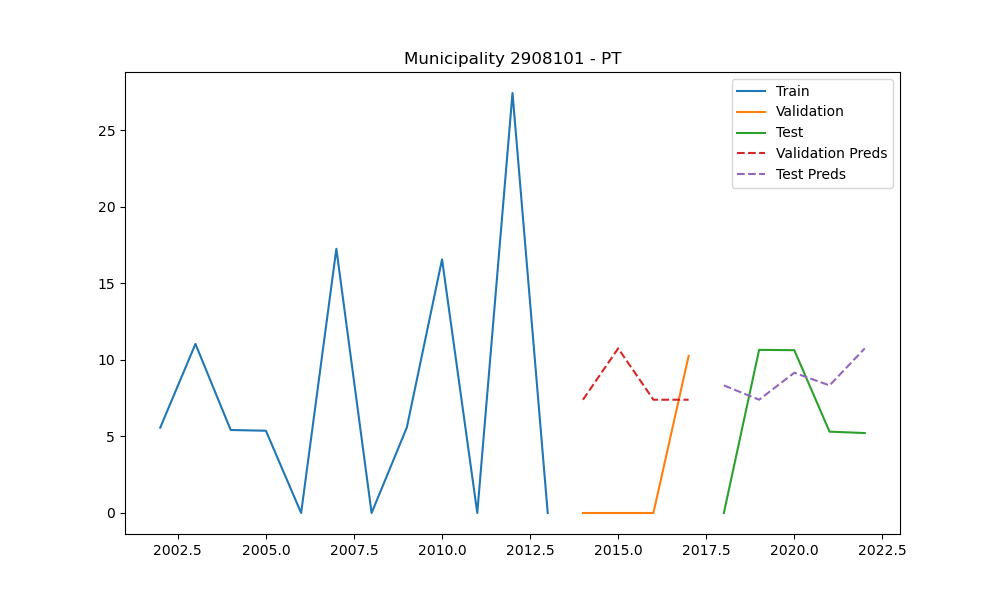 Municipality 2908101 - PT
Train
Validation
Test
Validation Preds
Test Preds
25
20
15
10
5
0
2002.5 2005.0 2007.5 2010.0 2012.5 2015.0 2017.5 2020.0 2022.5